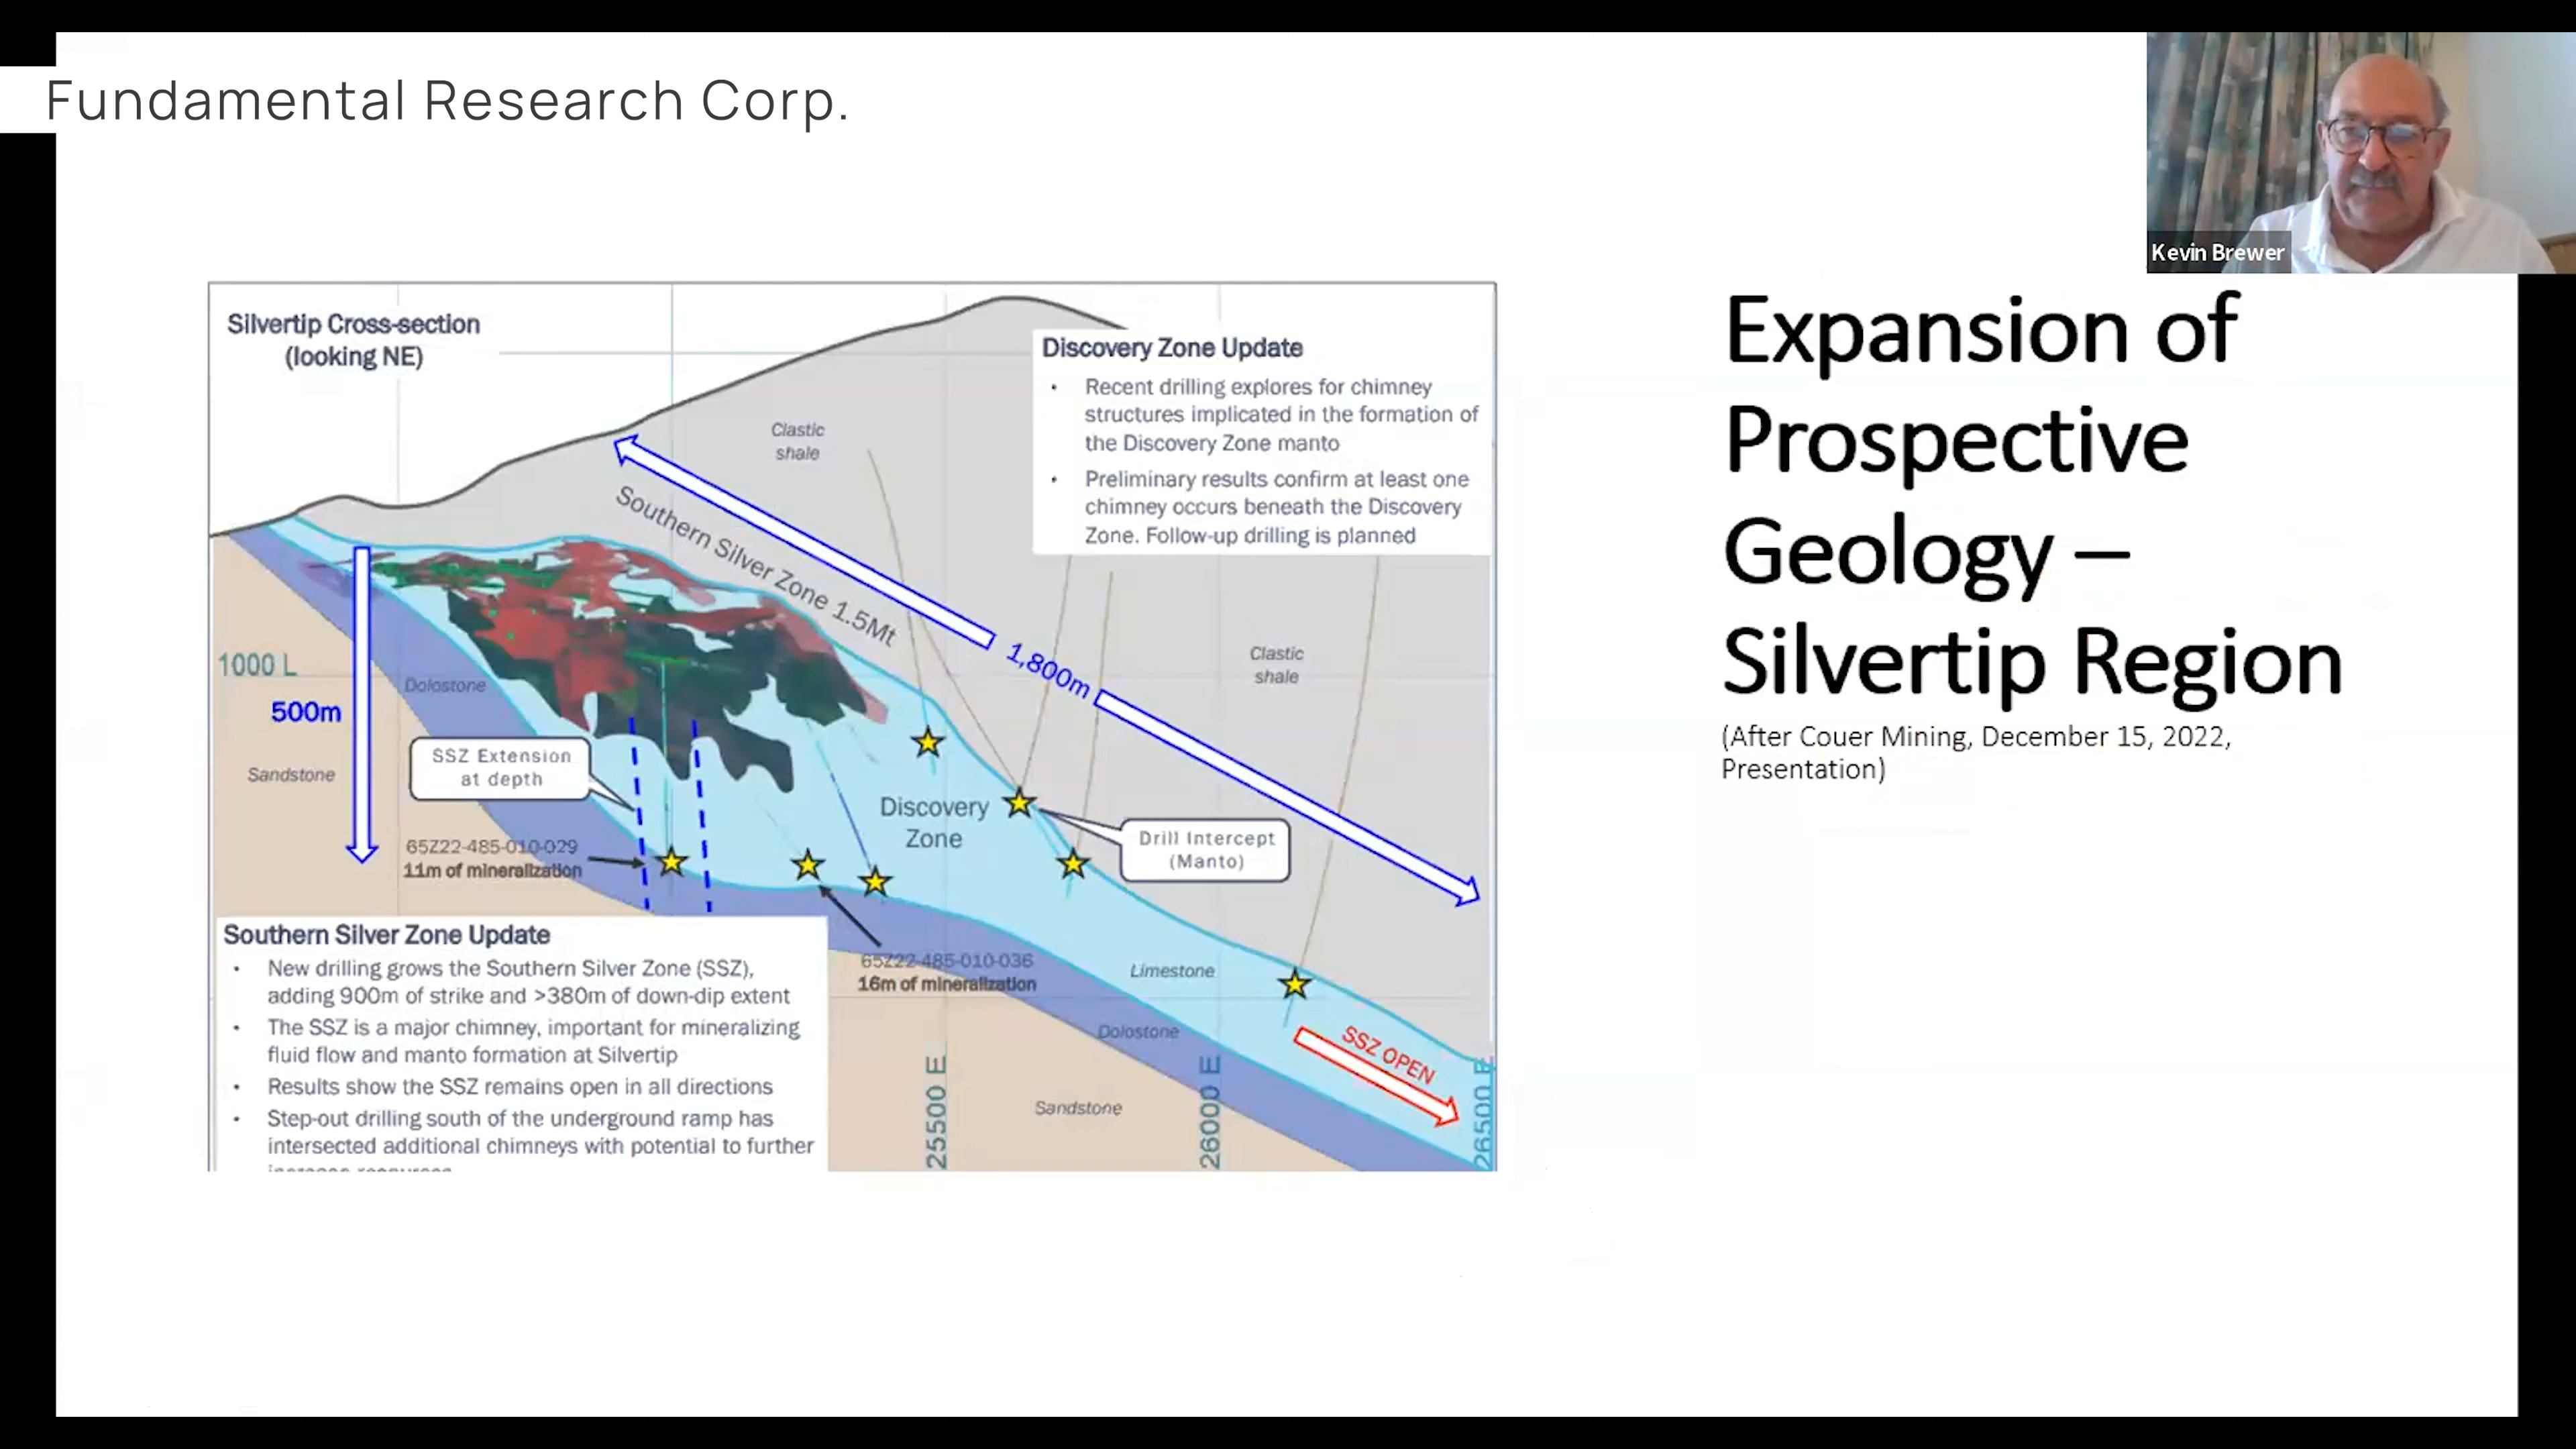 Fundamental Research Corp.
Kevin Brewer
Expansion of
Prospective
Geology –
Silvertip Region
(After Couer Mining, December 15, 2022,
Presentation)
Silvertip Cross-section
(looking NE)
Discovery Zone Update
• Recent drilling explores for chimney
structures implicated in the formation of
the Discovery Zone manto
• Preliminary results confirm at least one
chimney occurs beneath the Discovery
Zone. Follow-up drilling is planned
Clastic
shale
Southern Silver Zone 1.5Mt
1,800m
Clastic
shale
1000 L
500m
Dolostone
Sandstone
SSZ Extension
at depth
Discovery
Zone
Drill Intercept
(Manto)
65Z22-485-010-029
11m of mineralization
65Z22-485-010-036
16m of mineralization
Limestone
Dolostone
Sandstone
SSZ OPEN
25500 E
26000 E
26500 E
Southern Silver Zone Update
• New drilling grows the Southern Silver Zone (SSZ),
adding 900m of strike and >380m of down-dip extent
• The SSZ is a major chimney, important for mineralizing
fluid flow and manto formation at Silvertip
• Results show the SSZ remains open in all directions
• Step-out drilling south of the underground ramp has
intersected additional chimneys with potential to further